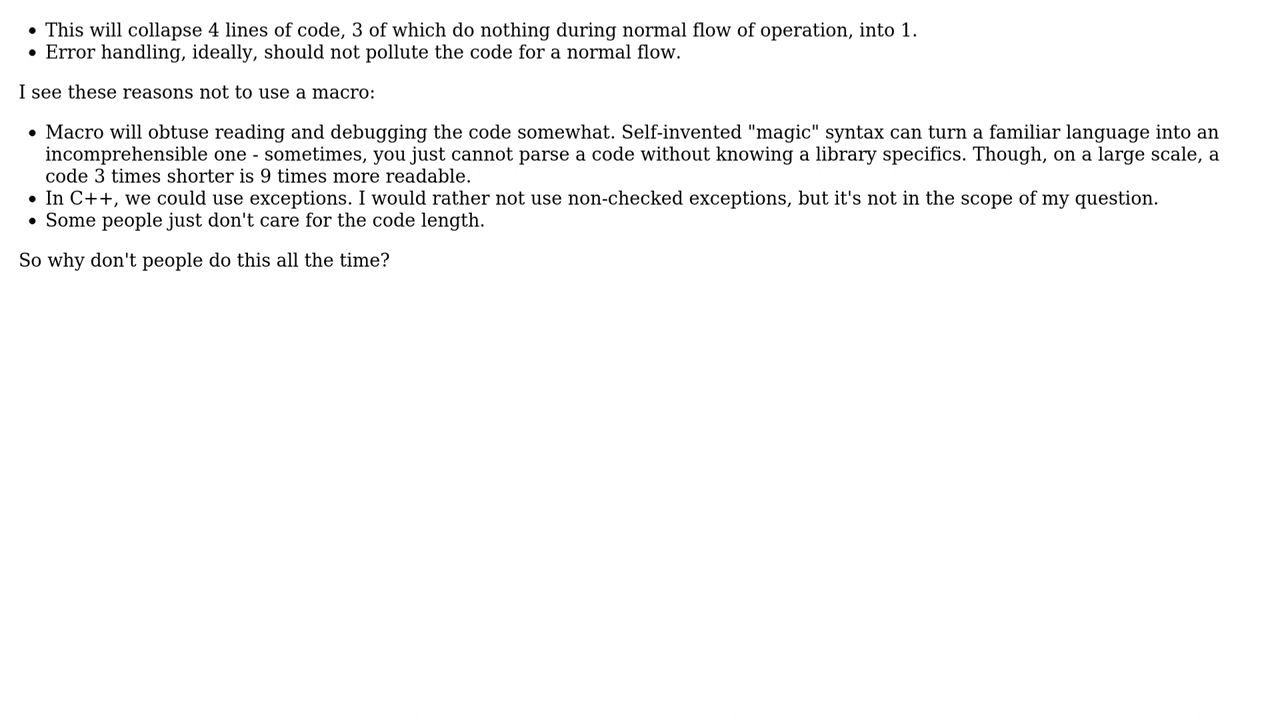 This will collapse 4 lines of code, 3 of which do nothing during normal flow of operation, into 1.
Error handling, ideally, should not pollute the code for a normal flow.
I see these reasons not to use a macro:
Macro will obtuse reading and debugging the code somewhat. Self-invented "magic" syntax can turn a familiar language into an
incomprehensible one - sometimes, you just cannot parse a code without knowing a library specifics. Though, on a large scale, a
code 3 times shorter is 9 times more readable.
In C++, we could use exceptions. I would rather not use non-checked exceptions, but it's not in the scope of my question.
Some people just don't care for the code length.
So why don't people do this all the time?